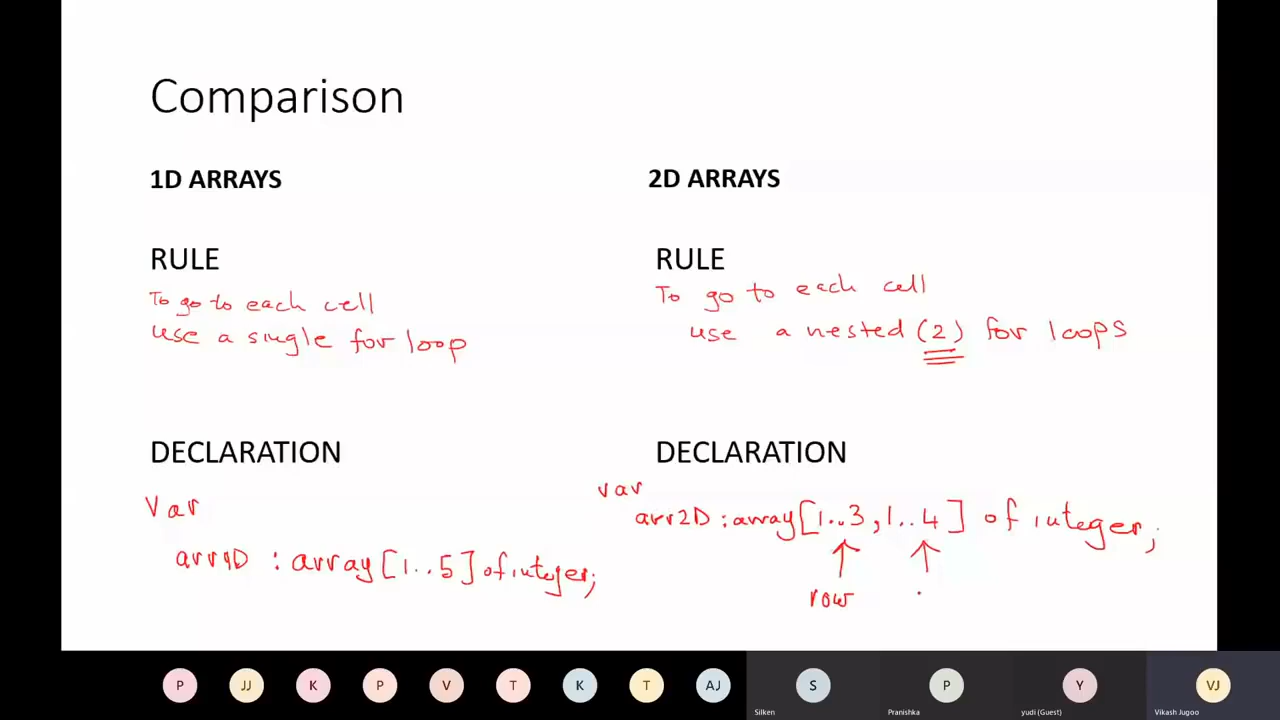 Comparison
1D ARRAYS
RULE
To go to each cell
use a single for loop
DECLARATION
Var
arr1D : array[1..5] of integer;
2D ARRAYS
RULE
To go to each cell
use a nested (2) for loops
DECLARATION
var
arr2D : array[1..3,1..4] of integer;
row
P JJ K P V T K T AJ S P Y VJ
Silken Pranishka yudi (Guest) Vikash Jugoo